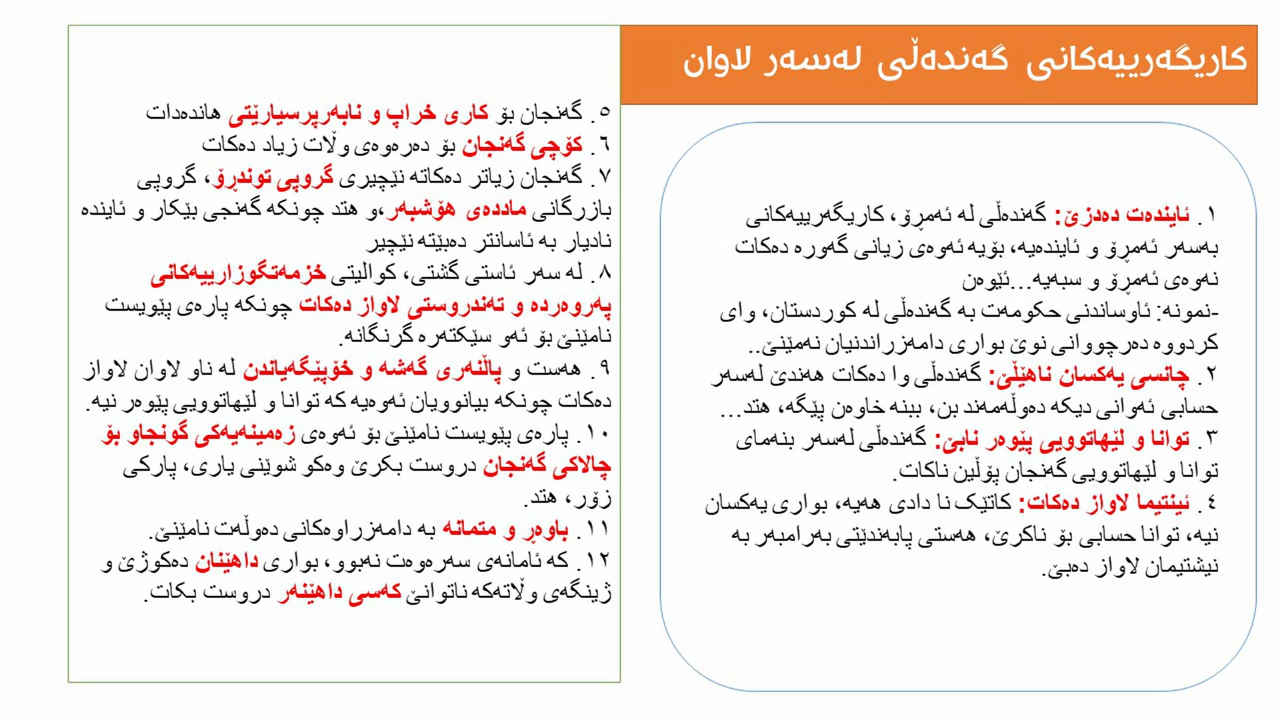 کاریگەرییەکانی گەندەڵی لەسەر لاوان
١. ئایندەت دەدزێ: گەندەڵی لە ئەمڕۆ، کاریگەرییەکانی
بەسەر ئەمڕۆ و ئایندەیە، بۆیە ئەوەی زیانی گەورە دەکات
نەوەی ئەمڕۆ و سبەیە...ئێوەن
-نمونە: ئاوساندنی حکومەت بە گەندەڵی لە کوردستان، وای
کردووە دەرچووانی نوێ بواری دامەزراندنیان نەمێنێ..
٢. چانسی یەکسان ناهێڵێ: گەندەڵی وا دەکات هەندێ لەسەر
حسابی ئەوانی دیکە دەوڵەمەند بن، ببنە خاوەن پێگە، هتد...
٣. توانا و لێهاتوویی پێوەر نابێ: گەندەڵی لەسەر بنەمای
توانا و لێهاتوویی گەنجان پۆڵین ناکات.
٤. ئینتیما لاواز دەکات: کاتێک نا دادی هەیە، بواری یەکسان
نیە، توانا حسابی بۆ ناکرێ، هەستی پابەندێتی بەرامبەر بە
نیشتیمان لاواز دەبێ.
٥. گەنجان بۆ کاری خراپ و نابەرپرسیارێتی هاندەدات
٦. کۆچی گەنجان بۆ دەرەوەی وڵات زیاد دەکات
٧. گەنجان زیاتر دەکاتە نێچیری گروپی توندڕۆ، گروپی
بازرگانی ماددەی هۆشبەر،و هتد چونکە گەنجی بێکار و ئایندە
نادیار بە ئاسانتر دەبێتە نێچیر
٨. لە سەر ئاستی گشتی، کوالیتی خزمەتگوزارییەکانی
پەروەردە و تەندروستی لاواز دەکات چونکە پارەی پێویست
نامێنێ بۆ ئەو سێکتەرە گرنگانە.
٩. هەست و پاڵنەری گەشە و خۆپێگەیاندن لە ناو لاوان لاواز
دەکات چونکە بیانوویان ئەوەیە کە توانا و لێهاتوویی پێوەر نیە.
١٠. پارەی پێویست نامێنێ بۆ ئەوەی زەمینەیەکی گونجاو بۆ
چالاکی گەنجان دروست بکرێ وەکو شوێنی یاری، پارکی
زۆر، هتد.
١١. باوەڕ و متمانە بە دامەزراوەکانی دەوڵەت نامێنێ.
١٢. کە ئامانەی سەرەوەت نەبوو، بواری داهێنان دەکوژێ و
ژینگەی وڵاتەکە ناتوانێ کەسی داهێنەر دروست بکات.